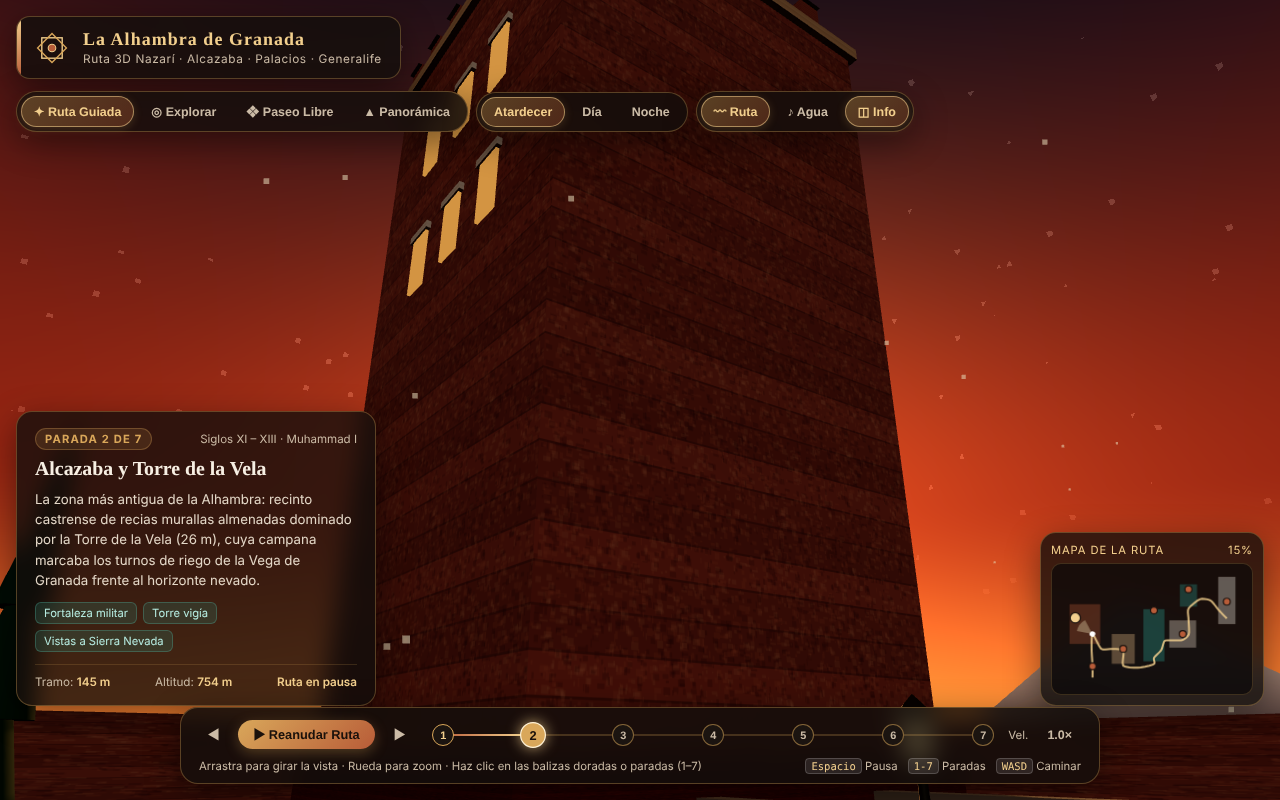 La Alhambra de Granada
Ruta 3D Nazarí · Alcazaba · Palacios · Generalife
✦ Ruta Guiada
◎ Explorar
❖ Paseo Libre
▲ Panorámica
Atardecer
Día
Noche
〰 Ruta
♪ Agua
◫ Info
PARADA 2 DE 7
Siglos XI – XIII · Muhammad I
Alcazaba y Torre de la Vela
La zona más antigua de la Alhambra: recinto
castrense de recias murallas almenadas dominado
por la Torre de la Vela (26 m), cuya campana
marcaba los turnos de riego de la Vega de
Granada frente al horizonte nevado.
Fortaleza militar
Torre vigía
Vistas a Sierra Nevada
Tramo: 145 m
Altitud: 754 m
Ruta en pausa
MAPA DE LA RUTA
15%
◀
▶ Reanudar Ruta
▶
1
2
3
4
5
6
7
Vel.
1.0×
Arrastra para girar la vista · Rueda para zoom · Haz clic en las balizas doradas o paradas (1–7)
Espacio Pausa
1-7 Paradas
WASD Caminar